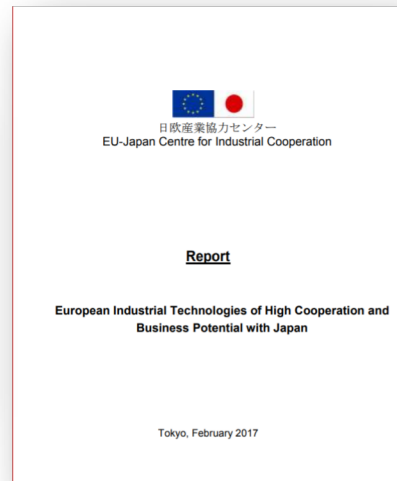 日欧産業協力センター
EU-Japan Centre for Industrial Cooperation
Report
European Industrial Technologies of High Cooperation and
Business Potential with Japan
Tokyo, February 2017